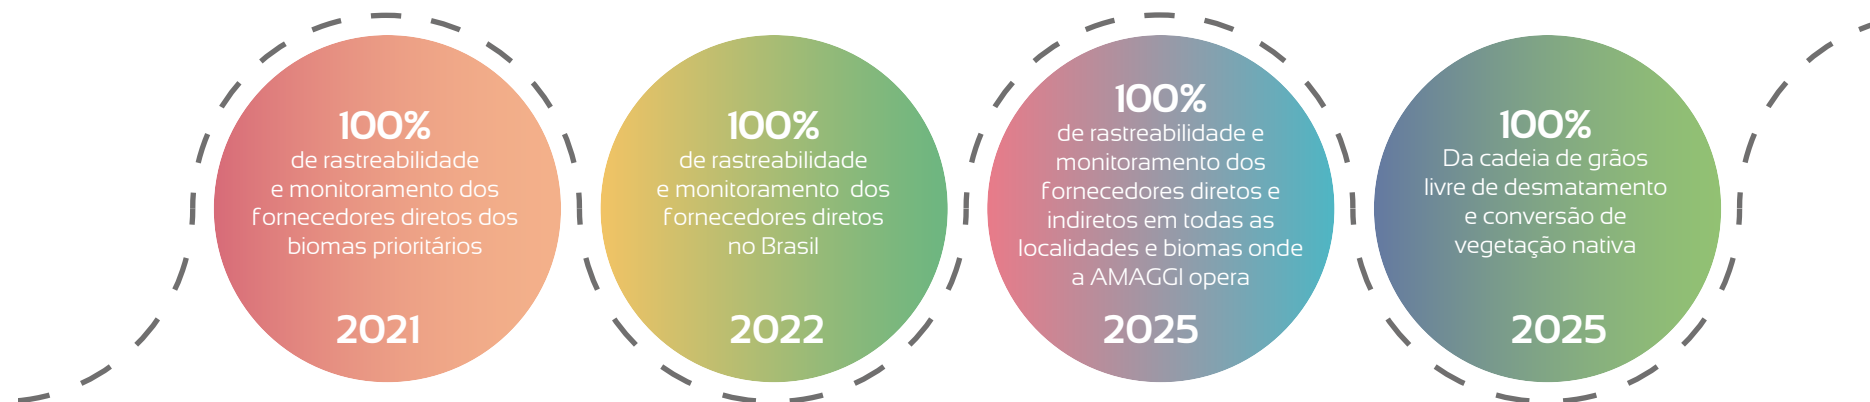 100%
de rastreabilidade
e monitoramento dos
fornecedores diretos dos
biomas prioritários
2021
100%
de rastreabilidade
e monitoramento dos
fornecedores diretos
no Brasil
2022
100%
de rastreabilidade e
monitoramento dos
fornecedores diretos e
indiretos em todas as
localidades e biomas onde
a AMAGGI opera
2025
100%
Da cadeia de grãos
livre de desmatamento
e conversão de
vegetação nativa
2025